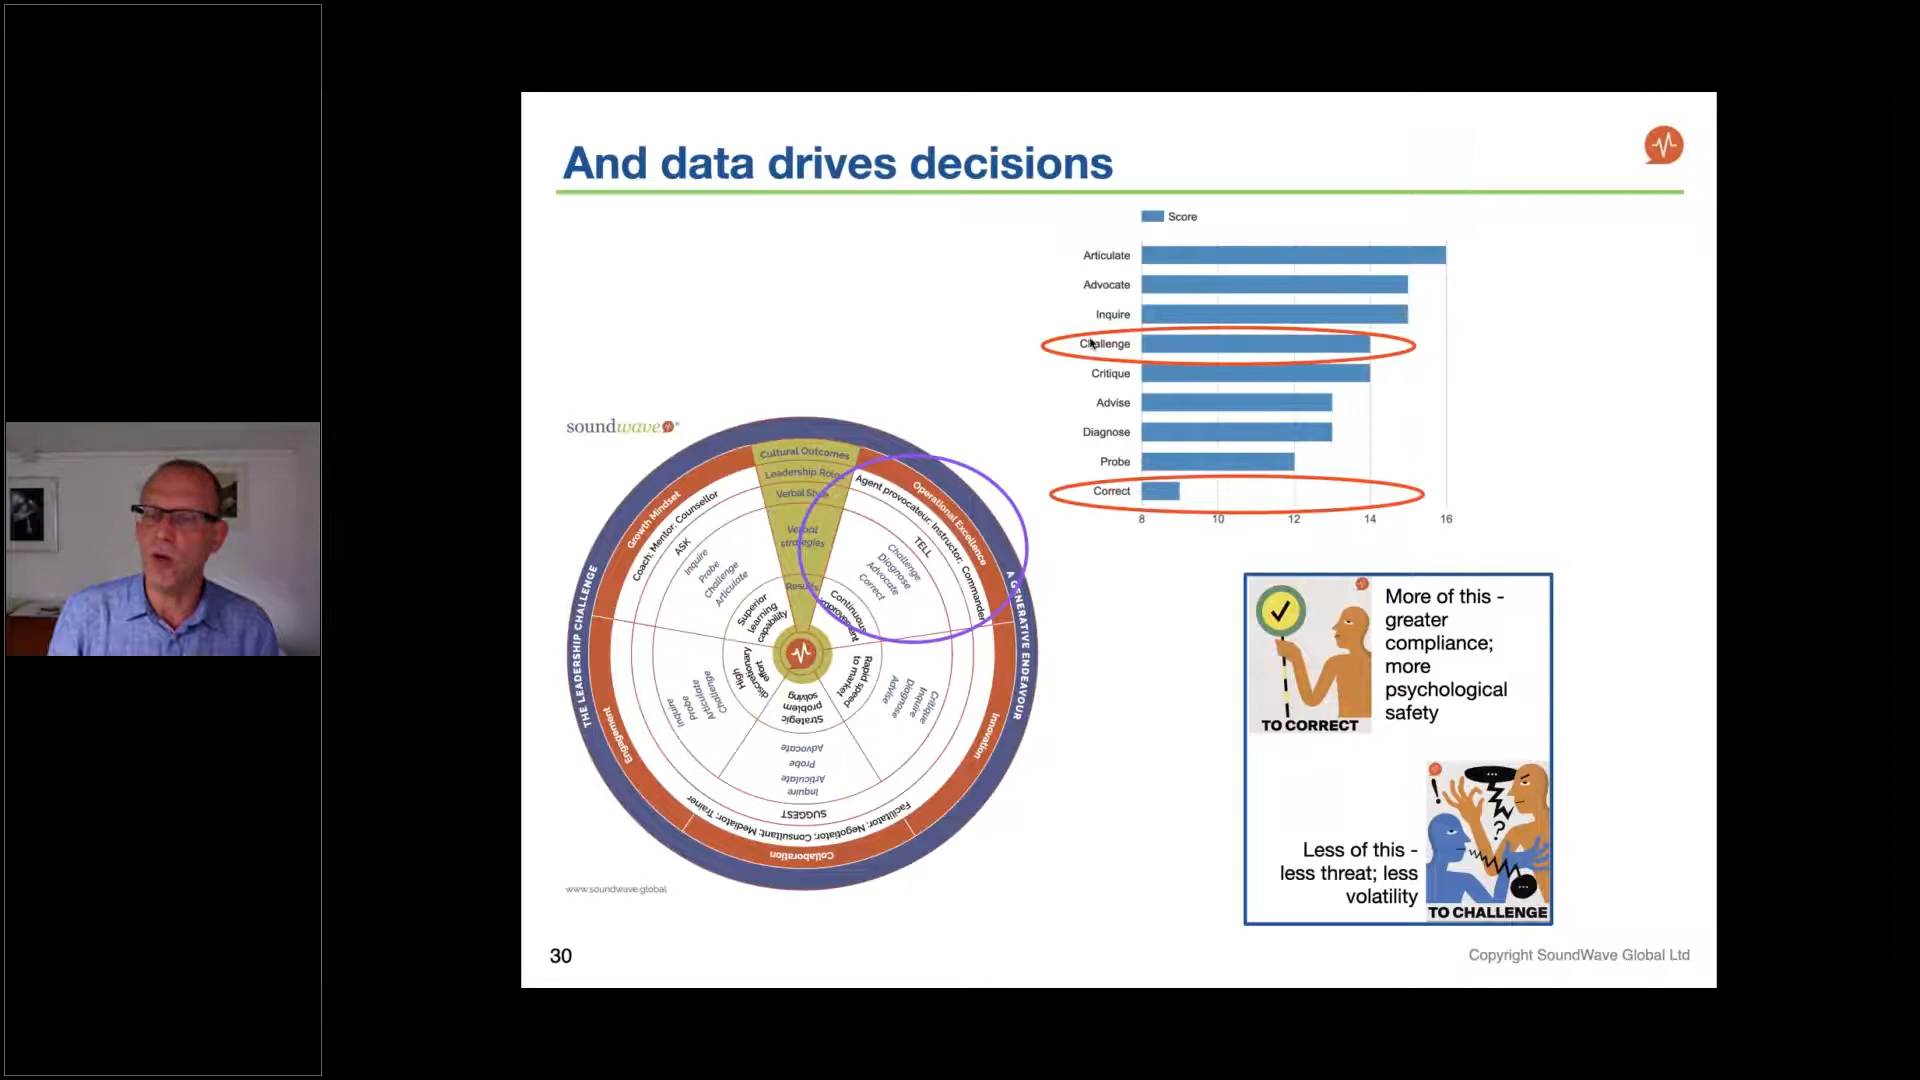 And data drives decisions
Score
Articulate
Advocate
Inquire
Challenge
Critique
Advise
Diagnose
Probe
Correct
8 10 12 14 16
soundwave
Cultural Outcomes
Leadership Roles
Verbal Style
Verbal
strategies
Results
THE LEADERSHIP CHALLENGE
A GENERATIVE ENDEAVOUR
Growth Mindset
Coach: Mentor: Counsellor
ASK
Inquire
Probe
Challenge
Articulate
Superior
learning
capability
Operational Excellence
Agent provocateur: Instructor: Commander
TELL
Challenge
Diagnose
Advocate
Correct
Continuous
improvement
Innovation
Critique
Inquire
Diagnose
Advise
Rapid speed
to market
Collaboration
Facilitator: Negotiator: Consultant: Mediator: Trainer
SUGGEST
Inquire
Articulate
Probe
Advocate
Strategic
problem
solving
Engagement
Inquire
Probe
Articulate
Challenge
High
discretionary
effort
www.soundwave.global
More of this -
greater
compliance;
more
psychological
safety
TO CORRECT
Less of this -
less threat; less
volatility
TO CHALLENGE
30
Copyright SoundWave Global Ltd